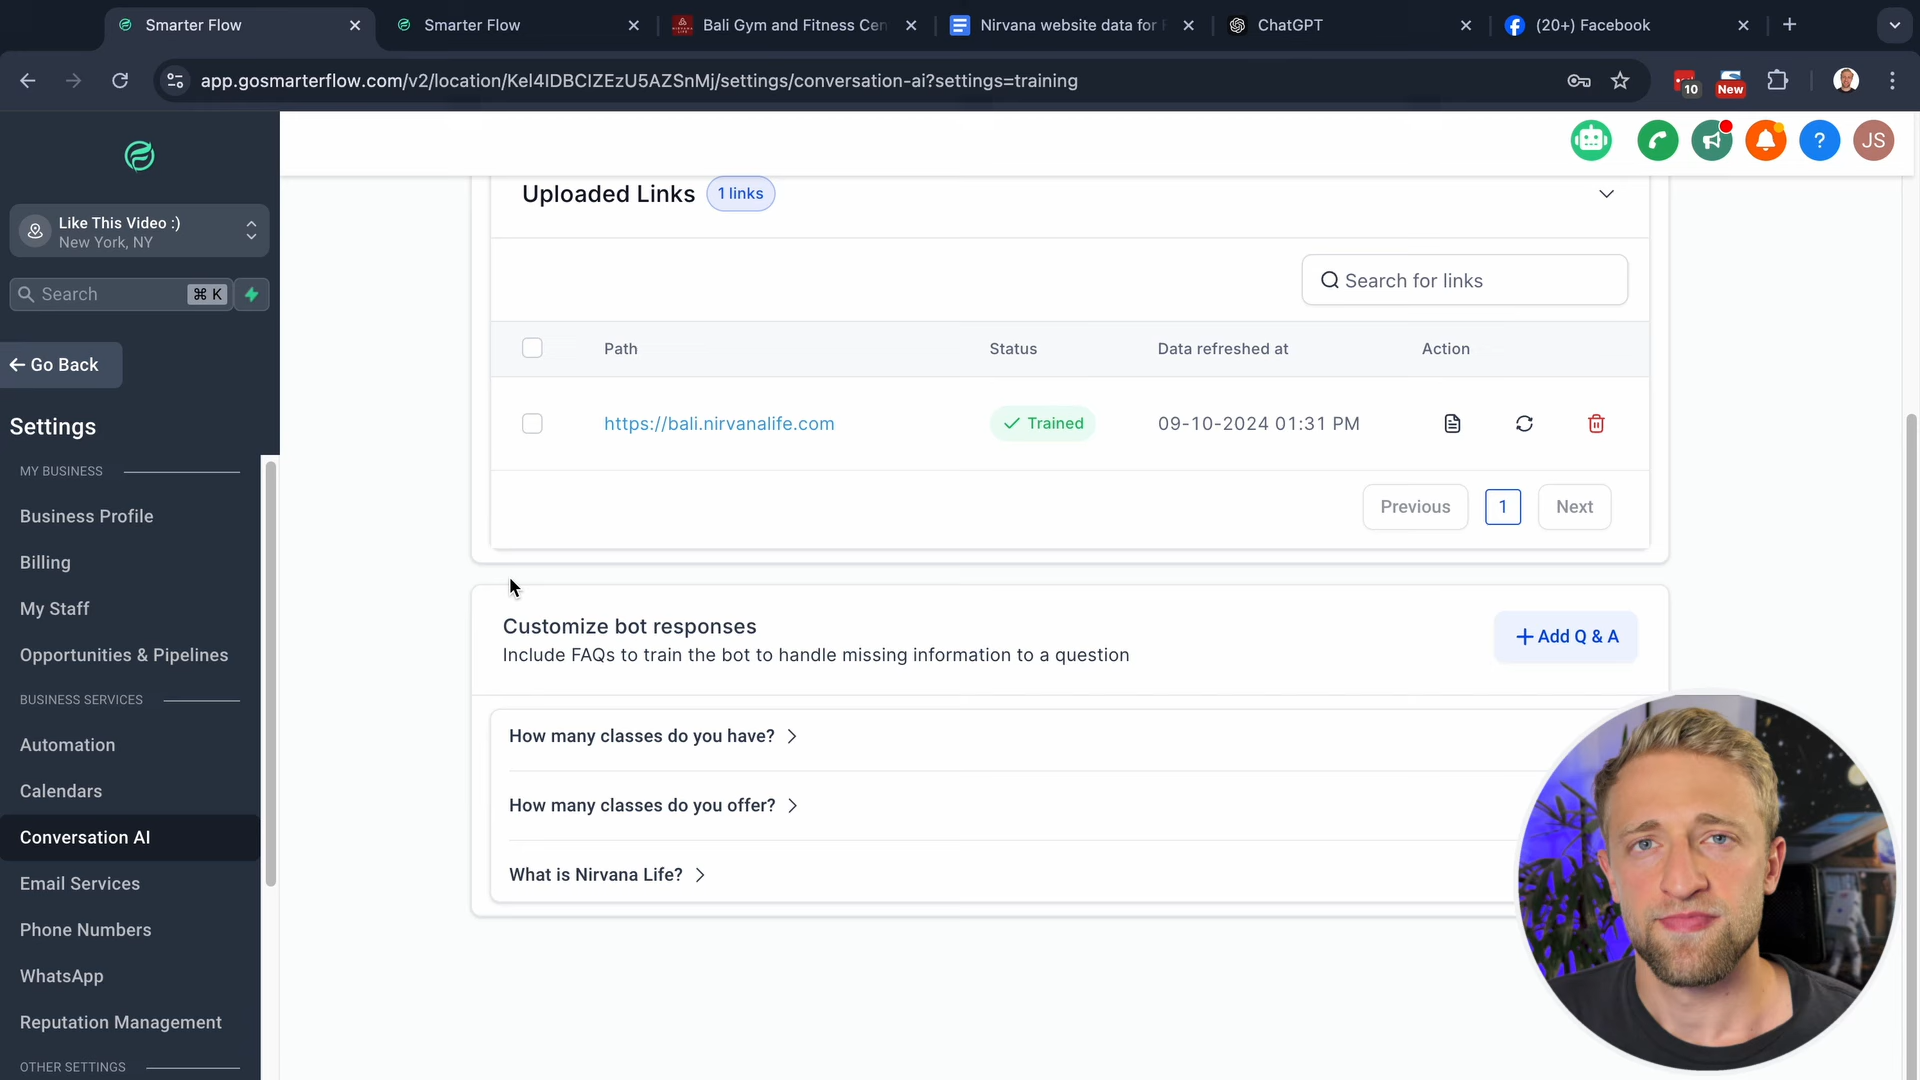 Smarter Flow
Smarter Flow
Bali Gym and Fitness Cen
Nirvana website data for F
ChatGPT
(20+) Facebook
app.gosmarterflow.com/v2/location/Kel4IDBCIZEzU5AZSnMj/settings/conversation-ai?settings=training
10
New
JS
Like This Video :)
New York, NY
Search
⌘ K
Go Back
Settings
MY BUSINESS
Business Profile
Billing
My Staff
Opportunities & Pipelines
BUSINESS SERVICES
Automation
Calendars
Conversation AI
Email Services
Phone Numbers
WhatsApp
Reputation Management
OTHER SETTINGS
Uploaded Links
1 links
Search for links
Path Status Data refreshed at Action
https://bali.nirvanalife.com Trained 09-10-2024 01:31 PM
Previous 1 Next
Customize bot responses
Include FAQs to train the bot to handle missing information to a question
+ Add Q & A
How many classes do you have?
How many classes do you offer?
What is Nirvana Life?